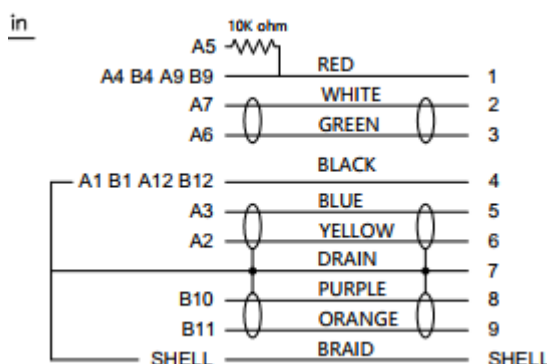 in
10K ohm
A5
A4 B4 A9 B9 RED 1
A7 WHITE 2
A6 GREEN 3
A1 B1 A12 B12 BLACK 4
A3 BLUE 5
A2 YELLOW 6
DRAIN 7
B10 PURPLE 8
B11 ORANGE 9
SHELL BRAID SHELL